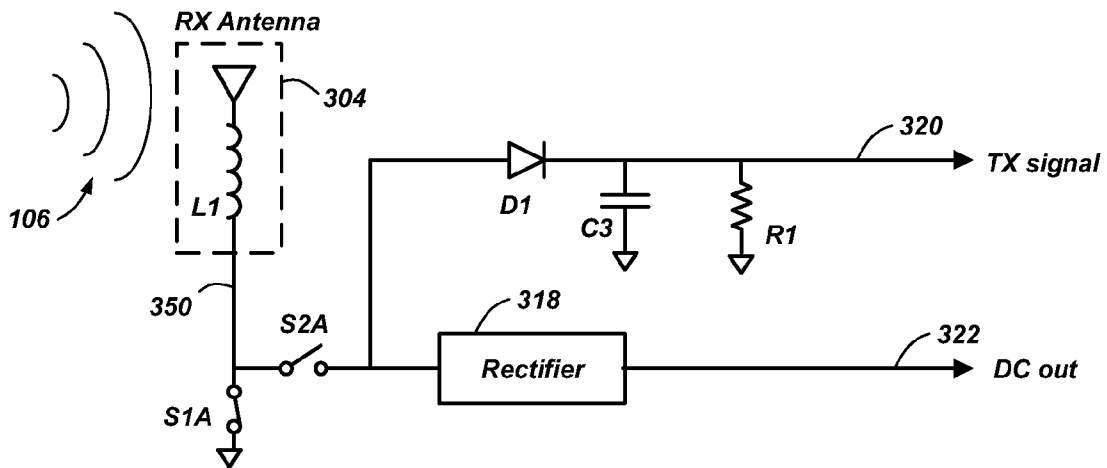 RX Antenna
304
320
TX signal
L1
D1
C3
R1
106
350
S2A
318
322
Rectifier
DC out
S1A